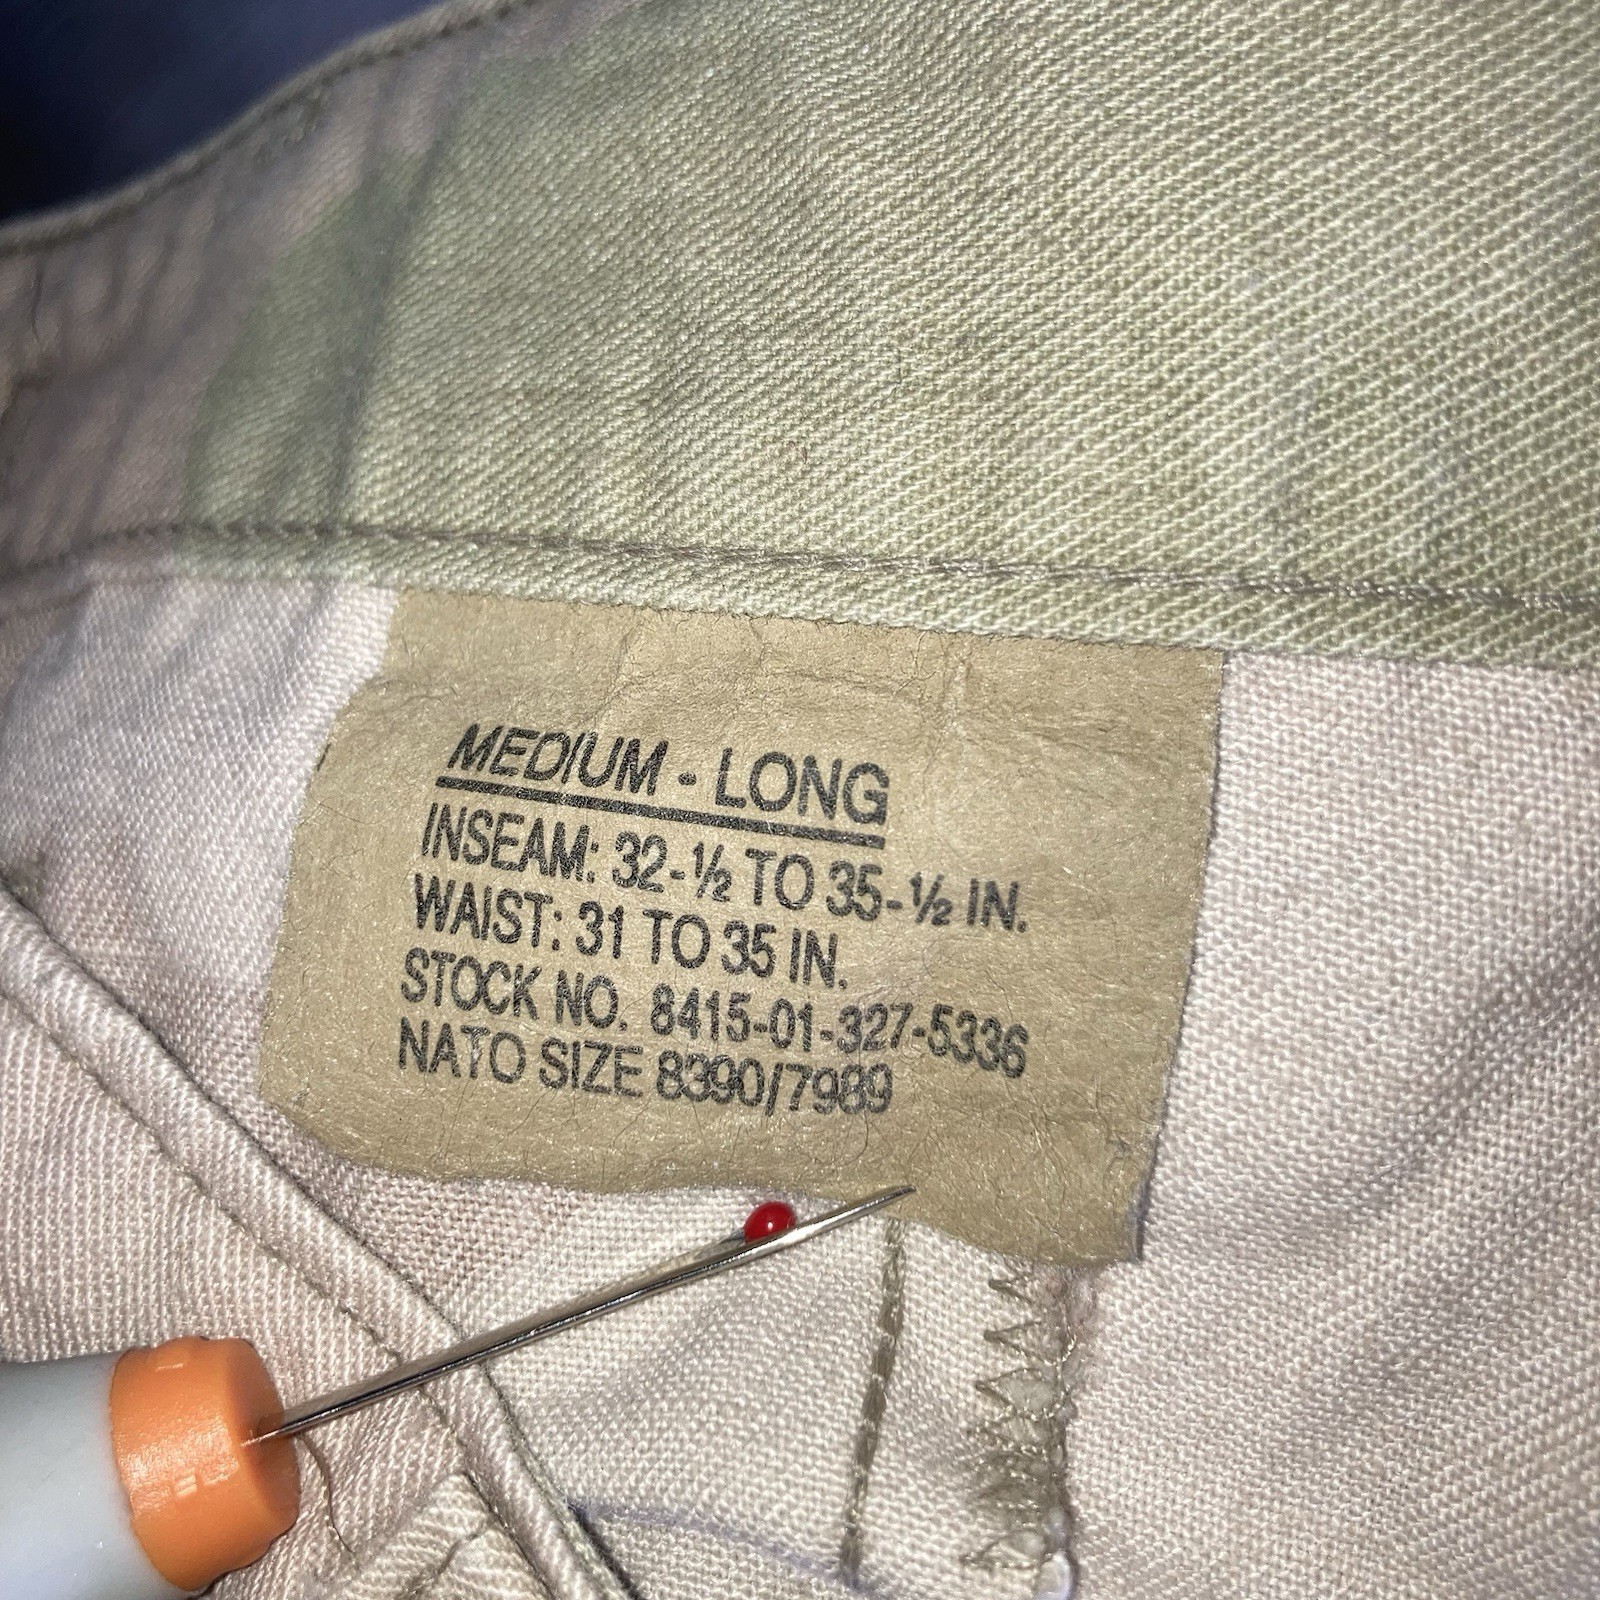 MEDIUM - LONG
INSEAM: 32-½ TO 35-½ IN.
WAIST: 31 TO 35 IN.
STOCK NO. 8415-01-327-5336
NATO SIZE 8390/7989